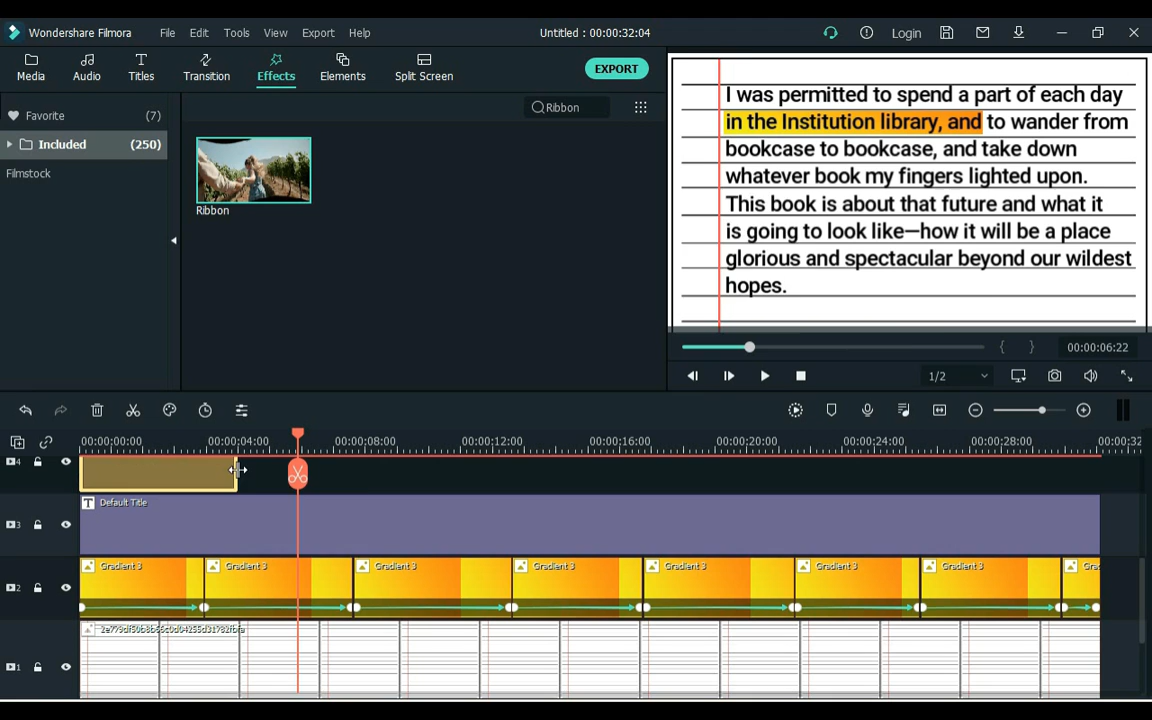 Wondershare Filmora File Edit Tools View Export Help Untitled : 00:00:32:04 Login
Media Audio Titles Transition Effects Elements Split Screen EXPORT
Favorite (7)
Included (250)
Filmstock
Ribbon
Ribbon
I was permitted to spend a part of each day
in the Institution library, and to wander from
bookcase to bookcase, and take down
whatever book my fingers lighted upon.
This book is about that future and what it
is going to look like—how it will be a place
glorious and spectacular beyond our wildest
hopes.
{ } 00:00:06:22
1/2
00:00:00:00 00:00:04:00 00:00:08:00 00:00:12:00 00:00:16:00 00:00:20:00 00:00:24:00 00:00:28:00 00:00:32
4
3 Default Title
2 Gradient 3 Gradient 3 Gradient 3 Gradient 3 Gradient 3 Gradient 3 Gradient 3 Gra
1